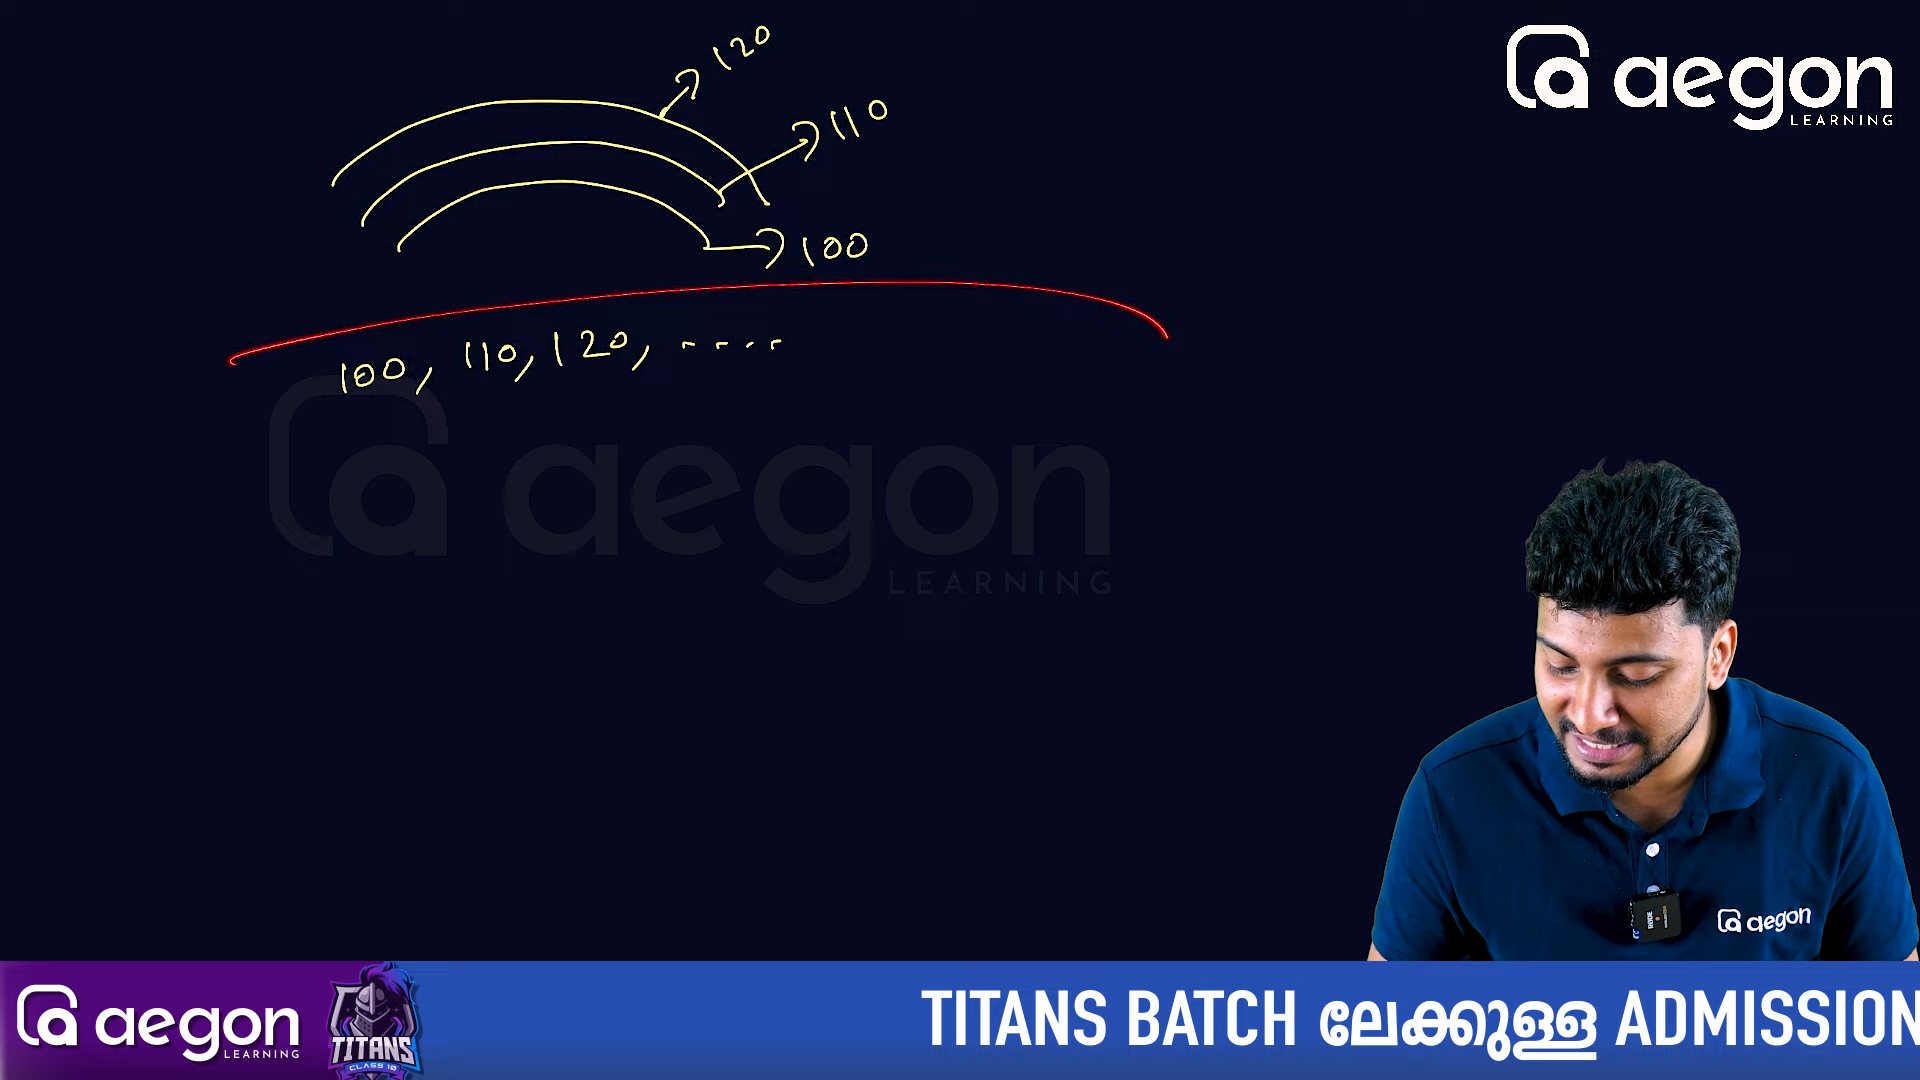 120
110
100
100, 110, 120, ....
aegon
LEARNING
aegon
LEARNING
aegon
aegon
LEARNING
TITANS
CLASS 10
TITANS BATCH ലേക്കുള്ള ADMISSION